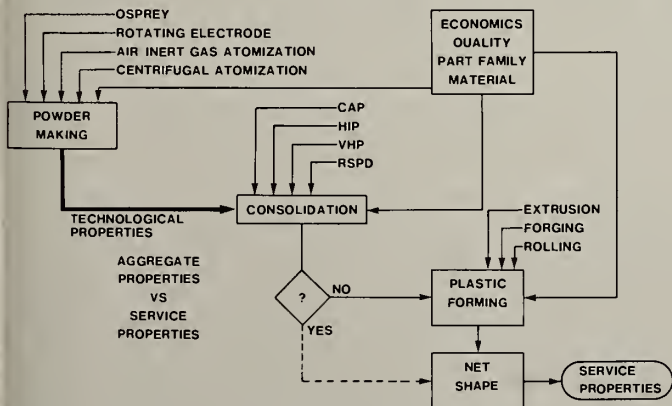 OSPREY
ROTATING ELECTRODE
AIR INERT GAS ATOMIZATION
CENTRIFUGAL ATOMIZATION
ECONOMICS
QUALITY
PART FAMILY
MATERIAL
POWDER
MAKING
CAP
HIP
VHP
RSPD
CONSOLIDATION
TECHNOLOGICAL
PROPERTIES
AGGREGATE
PROPERTIES
VS
SERVICE
PROPERTIES
EXTRUSION
FORGING
ROLLING
?
NO
YES
PLASTIC
FORMING
NET
SHAPE
SERVICE
PROPERTIES